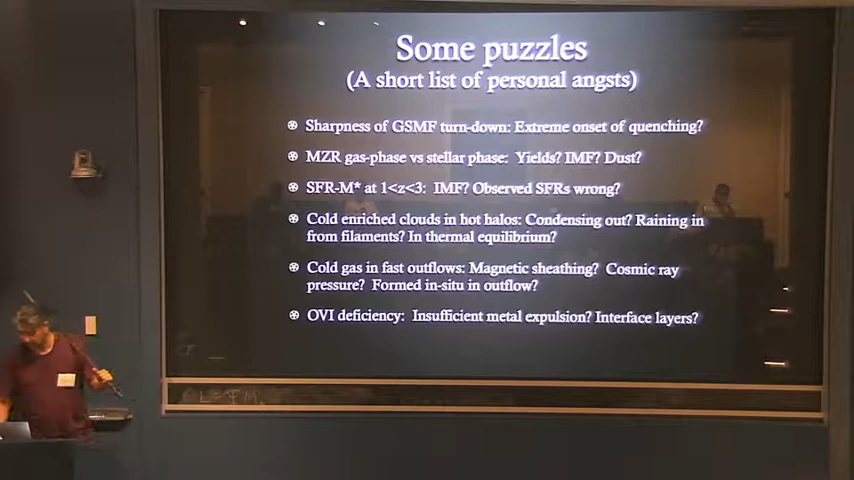 Some puzzles
(A short list of personal angsts)
Sharpness of GSMF turn-down: Extreme onset of quenching?
MZR gas-phase vs stellar phase: Yields? IMF? Dust?
SFR-M* at 1<z<3: IMF? Observed SFRs wrong?
Cold enriched clouds in hot halos: Condensing out? Raining in
from filaments? In thermal equilibrium?
Cold gas in fast outflows: Magnetic sheathing? Cosmic ray
pressure? Formed in-situ in outflow?
OVI deficiency: Insufficient metal expulsion? Interface layers?